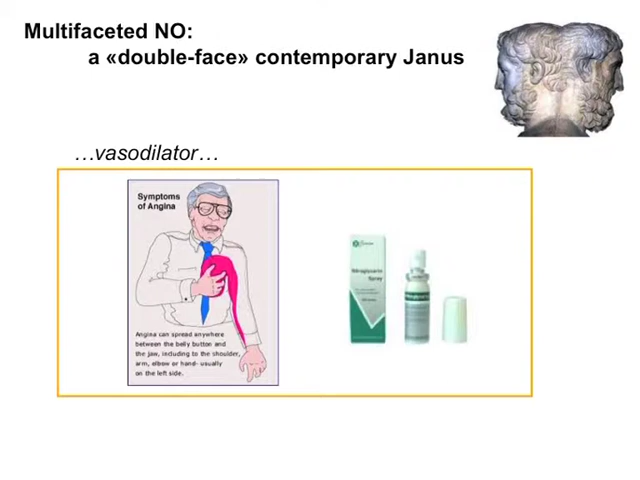 Multifaceted NO:
a «double-face» contemporary Janus
…vasodilator…
Symptoms
of Angina
Angina can spread anywhere
between the belly button and
the jaw, including to the shoulder,
arm, elbow or hand- usually
on the left side.
Spray